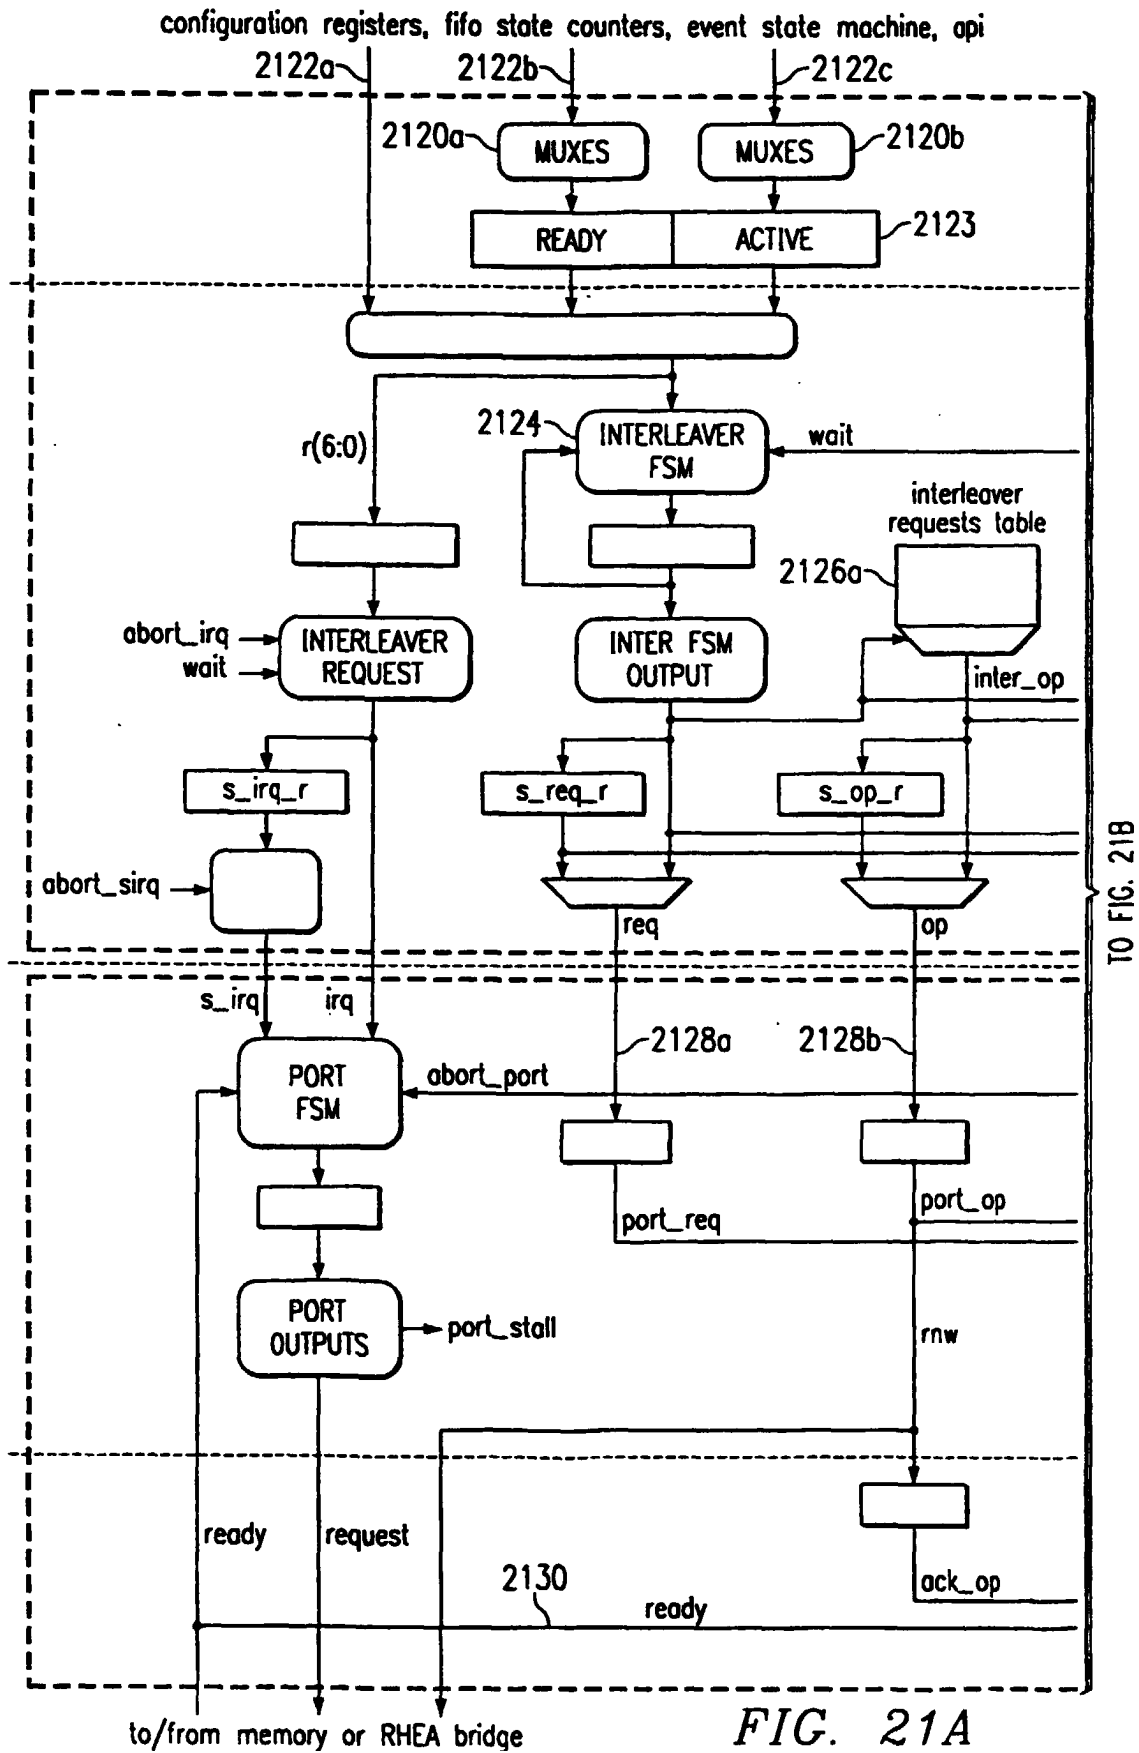 configuration registers, fifo state counters, event state machine, api
2122a
2122b
2122c
2120a
MUXES
MUXES
2120b
READY
ACTIVE
2123
2124
INTERLEAVER
FSM
wait
r(6:0)
interleaver
requests table
2126a
abort_irq
wait
INTERLEAVER
REQUEST
INTER FSM
OUTPUT
inter_op
s_irq_r
s_req_r
s_op_r
abort_sirq
req
op
TO FIG. 21B
s_irq
irq
2128a
2128b
PORT
FSM
abort_port
port_req
port_op
PORT
OUTPUTS
port_stall
rnw
ready
request
2130
ready
ack_op
to/from memory or RHEA bridge
FIG. 21A